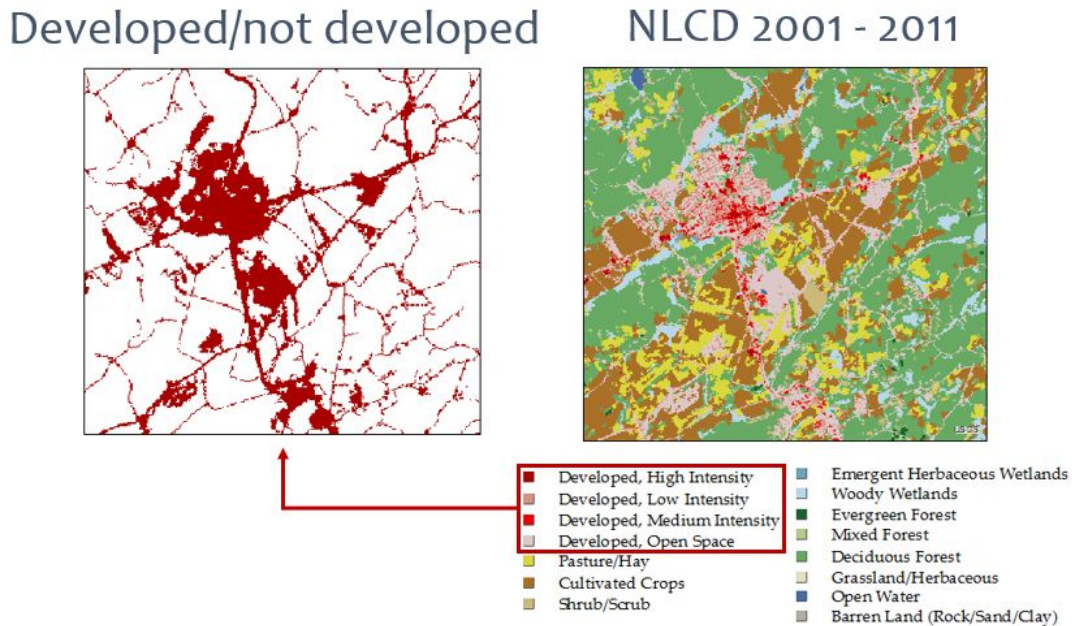 Developed/not developed
NLCD 2001 - 2011
USGS
Developed, High Intensity
Developed, Low Intensity
Developed, Medium Intensity
Developed, Open Space
Pasture/Hay
Cultivated Crops
Shrub/Scrub
Emergent Herbaceous Wetlands
Woody Wetlands
Evergreen Forest
Mixed Forest
Deciduous Forest
Grassland/Herbaceous
Open Water
Barren Land (Rock/Sand/Clay)